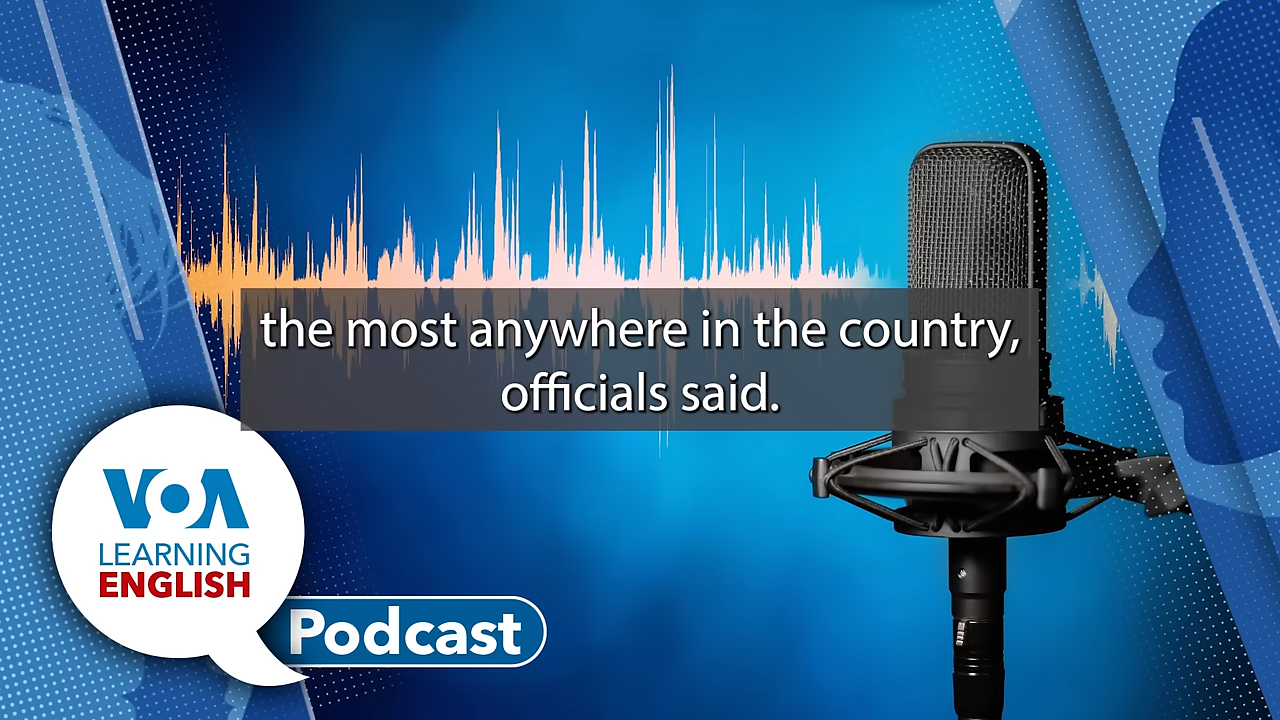 the most anywhere in the country,
officials said.
VOA
LEARNING
ENGLISH
Podcast